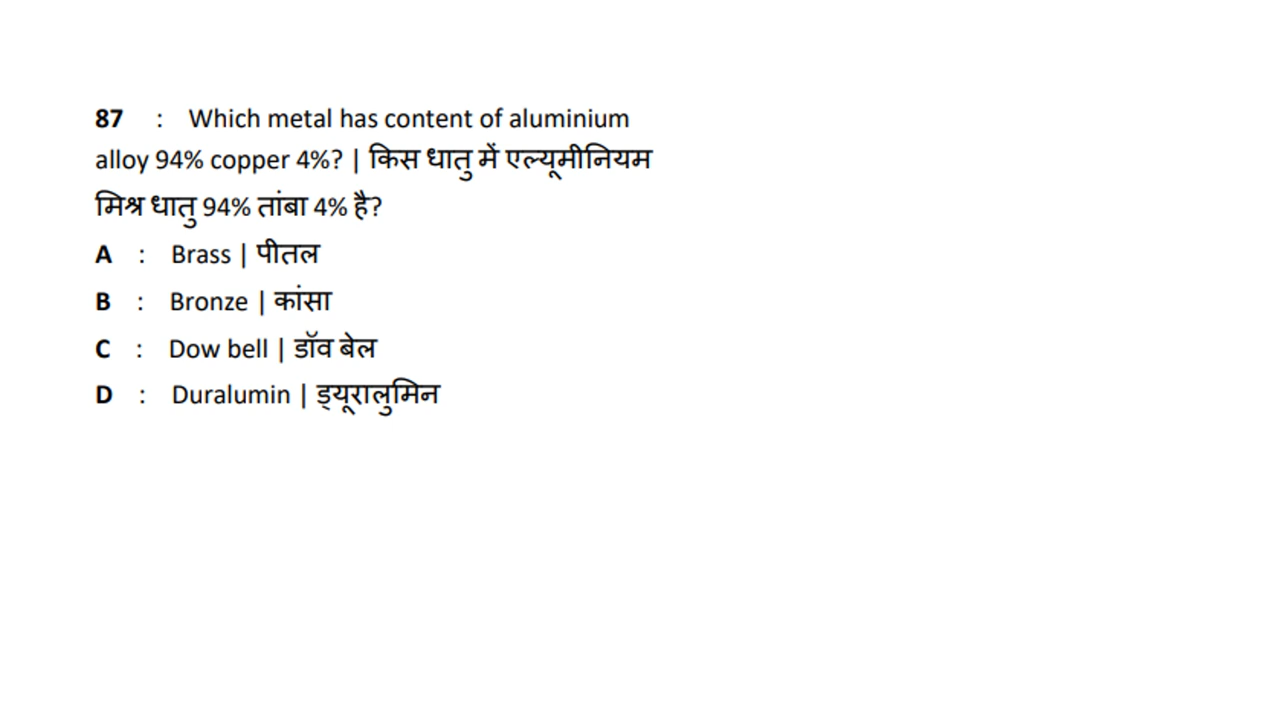 87 : Which metal has content of aluminium
alloy 94% copper 4%? | किस धातु में एल्यूमीनियम
मिश्र धातु 94% तांबा 4% है?
A : Brass | पीतल
B : Bronze | कांसा
C : Dow bell | डॉव बेल
D : Duralumin | ड्यूरालुमिन